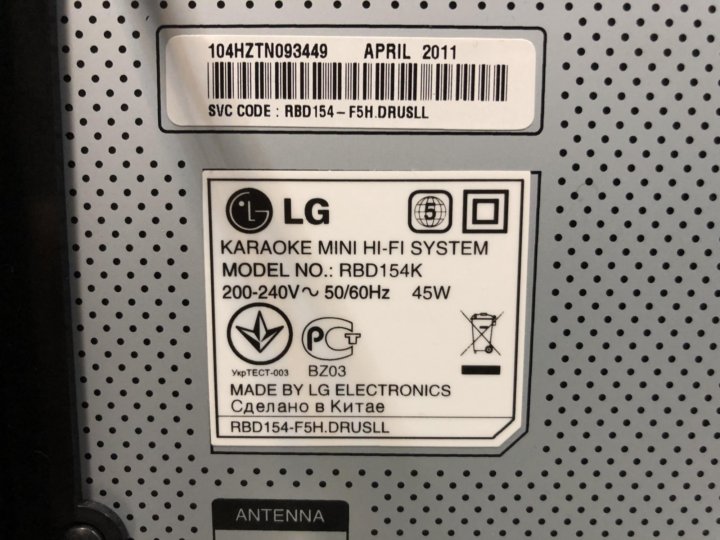 104HZTN093449 APRIL 2011
SVC CODE : RBD154-F5H.DRUSLL
LG 5
KARAOKE MINI HI-FI SYSTEM
MODEL NO.: RBD154K
200-240V~ 50/60Hz 45W
РСТ
УкрТЕСТ-003 BZ03
MADE BY LG ELECTRONICS
Сделано в Китае
RBD154-F5H.DRUSLL
ANTENNA